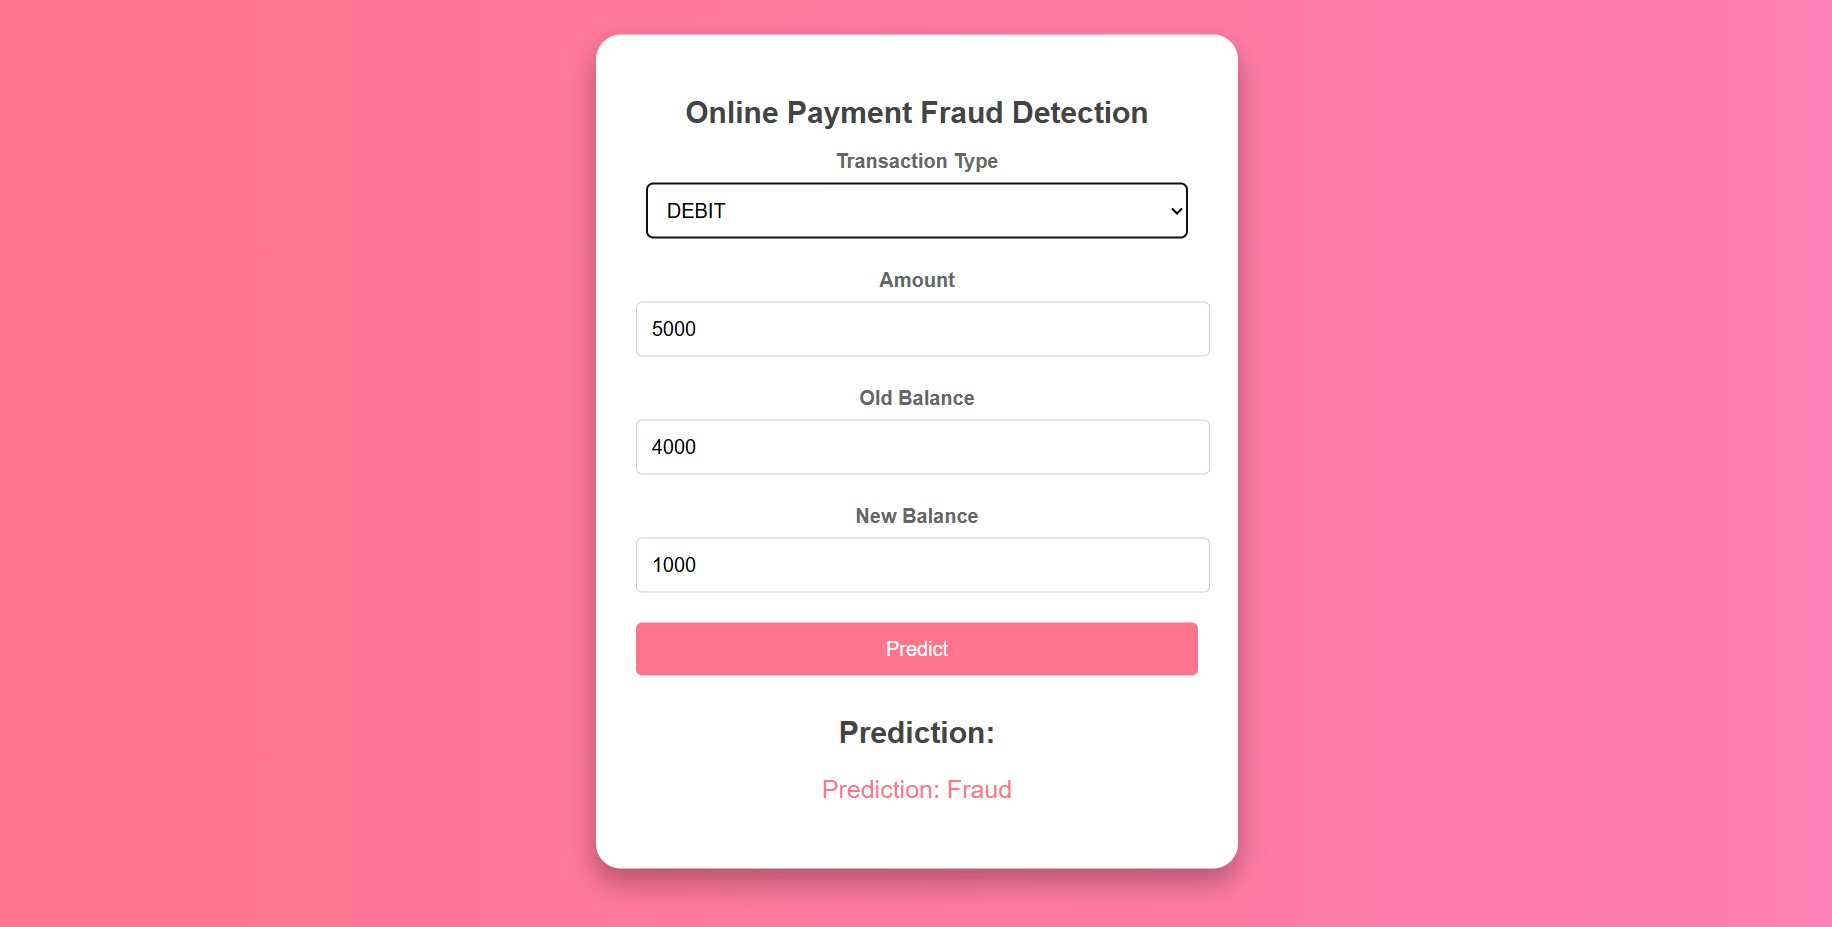 Online Payment Fraud Detection
Transaction Type
DEBIT
Amount
5000
Old Balance
4000
New Balance
1000
Predict
Prediction:
Prediction: Fraud